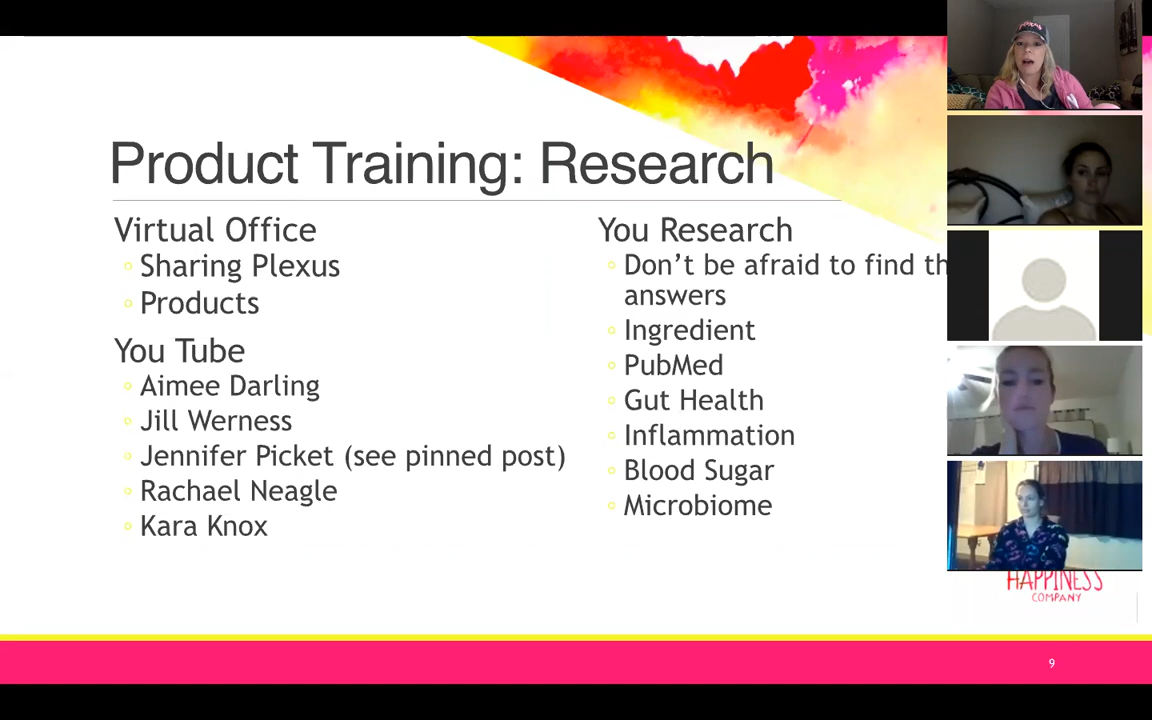 Product Training: Research
Virtual Office
Sharing Plexus
Products
You Tube
Aimee Darling
Jill Werness
Jennifer Picket (see pinned post)
Rachael Neagle
Kara Knox
You Research
Don't be afraid to find th
answers
Ingredient
PubMed
Gut Health
Inflammation
Blood Sugar
Microbiome
HAPPINESS
COMPANY
9